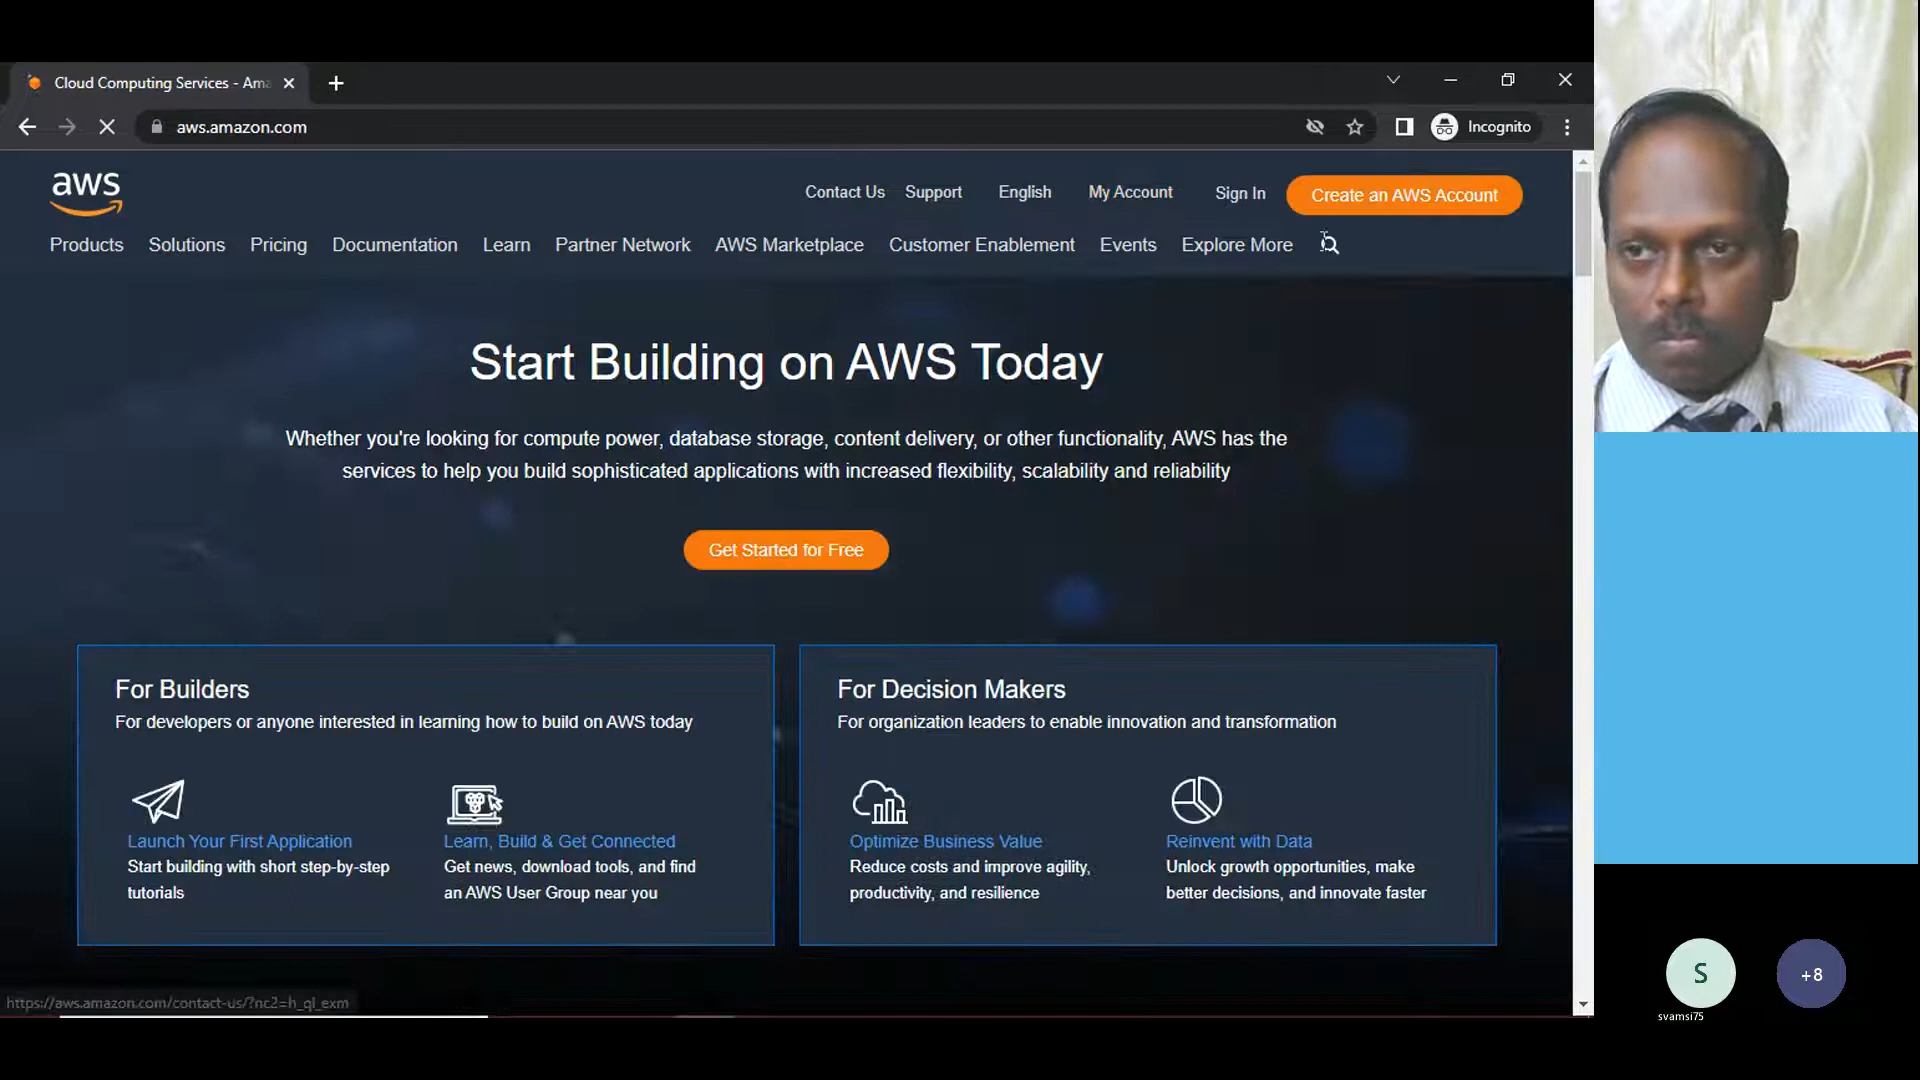 Cloud Computing Services - Ama
aws.amazon.com
Incognito
aws
Contact Us Support English My Account Sign In Create an AWS Account
Products Solutions Pricing Documentation Learn Partner Network AWS Marketplace Customer Enablement Events Explore More
Start Building on AWS Today
Whether you're looking for compute power, database storage, content delivery, or other functionality, AWS has the
services to help you build sophisticated applications with increased flexibility, scalability and reliability
Get Started for Free
For Builders
For developers or anyone interested in learning how to build on AWS today
Launch Your First Application
Start building with short step-by-step
tutorials
Learn, Build & Get Connected
Get news, download tools, and find
an AWS User Group near you
For Decision Makers
For organization leaders to enable innovation and transformation
Optimize Business Value
Reduce costs and improve agility,
productivity, and resilience
Reinvent with Data
Unlock growth opportunities, make
better decisions, and innovate faster
https://aws.amazon.com/contact-us/?nc2=h_ql_exm
S
+8
svamsi75